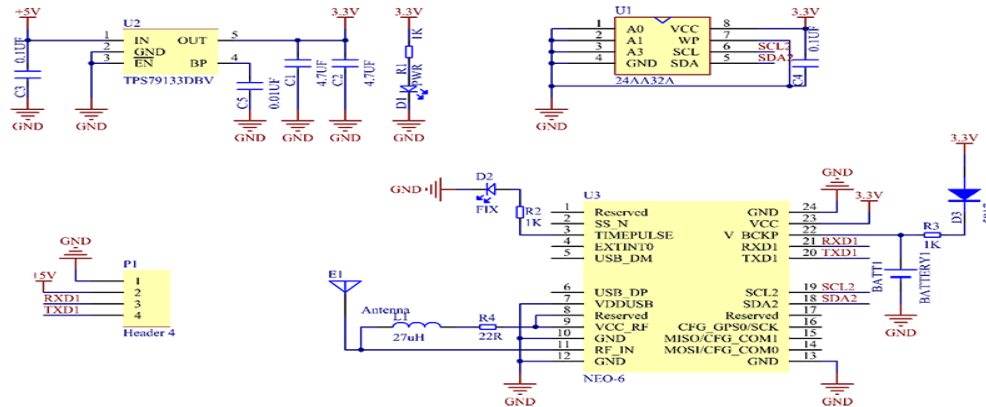 +5V
0.1UF
C3
GND
U2
1 IN OUT 5
2 GND
3 EN BP 4
TPS79133DBV
GND
C5
0.01UF
GND
C1
4.7UF
GND
3.3V
C2
4.7UF
GND
3.3V
1K
R1
PWR
D1
GND
U1
1 A0 VCC 8
2 A1 WP 7
3 A3 SCL 6 SCL2
4 GND SDA 5 SDA2
24AA32A
GND
3.3V
0.1UF
C4
GND
P1
+5V
1
2
RXD1 3
TXD1 4
Header 4
E1
Antenna
L1
27uH
R4
22R
GND
D2
FIX
R2
1K
U3
1 Reserved GND 24
2 SS_N VCC 23
3 TIMEPULSE V_BCKP 22
4 EXTINT0 RXD1 21 RXD1
5 USB_DM TXD1 20 TXD1
6 USB_DP SCL2 19 SCL2
7 VDDUSB SDA2 18 SDA2
8 Reserved Reserved 17
9 VCC_RF CFG_GPS0/SCK 16
10 GND MISO/CFG_COM1 15
11 RF_IN MOSI/CFG_COM0 14
12 GND GND 13
NEO-6
GND
GND
GND
3.3V
3.3V
D3
R3
1K
BATT1
BATTERY1
GND